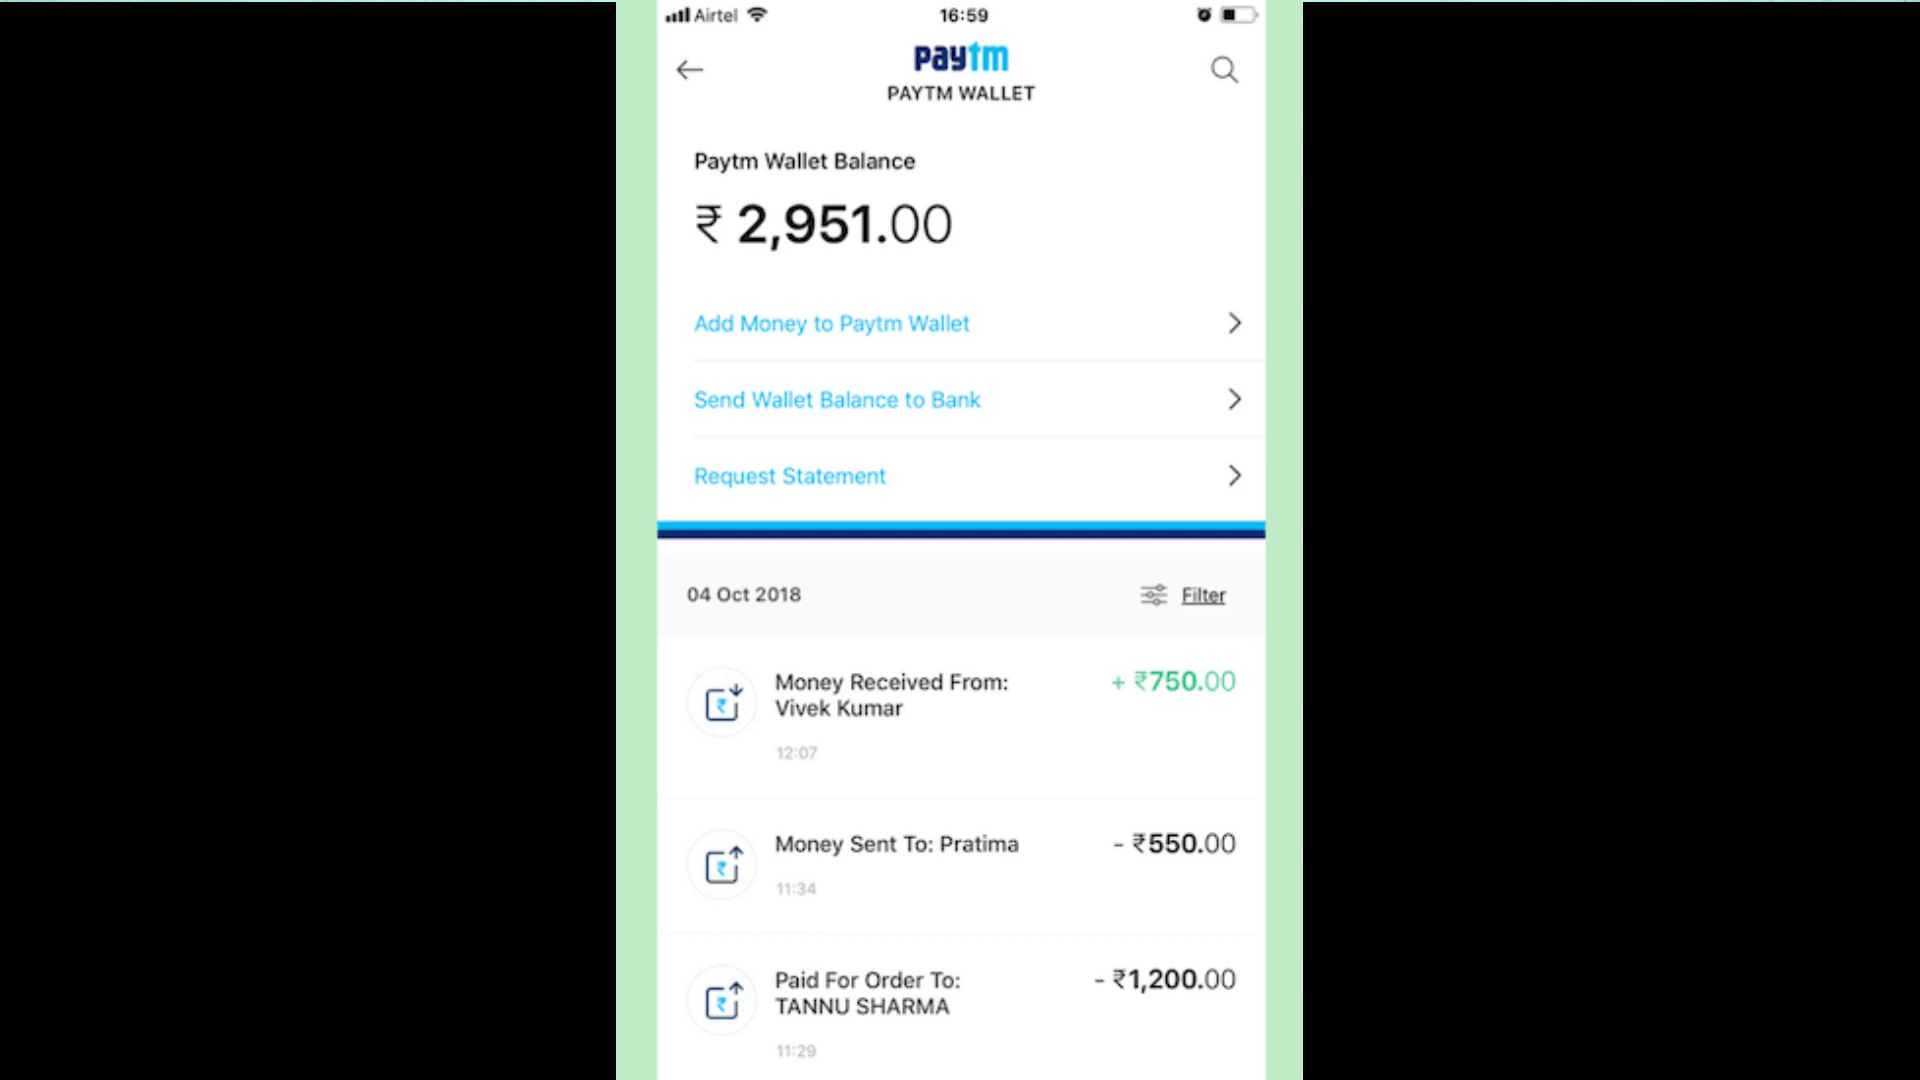 Airtel 16:59
paytm
PAYTM WALLET
Paytm Wallet Balance
₹ 2,951.00
Add Money to Paytm Wallet
Send Wallet Balance to Bank
Request Statement
04 Oct 2018 Filter
Money Received From: + ₹750.00
Vivek Kumar
12:07
Money Sent To: Pratima - ₹550.00
11:34
Paid For Order To: - ₹1,200.00
TANNU SHARMA
11:29